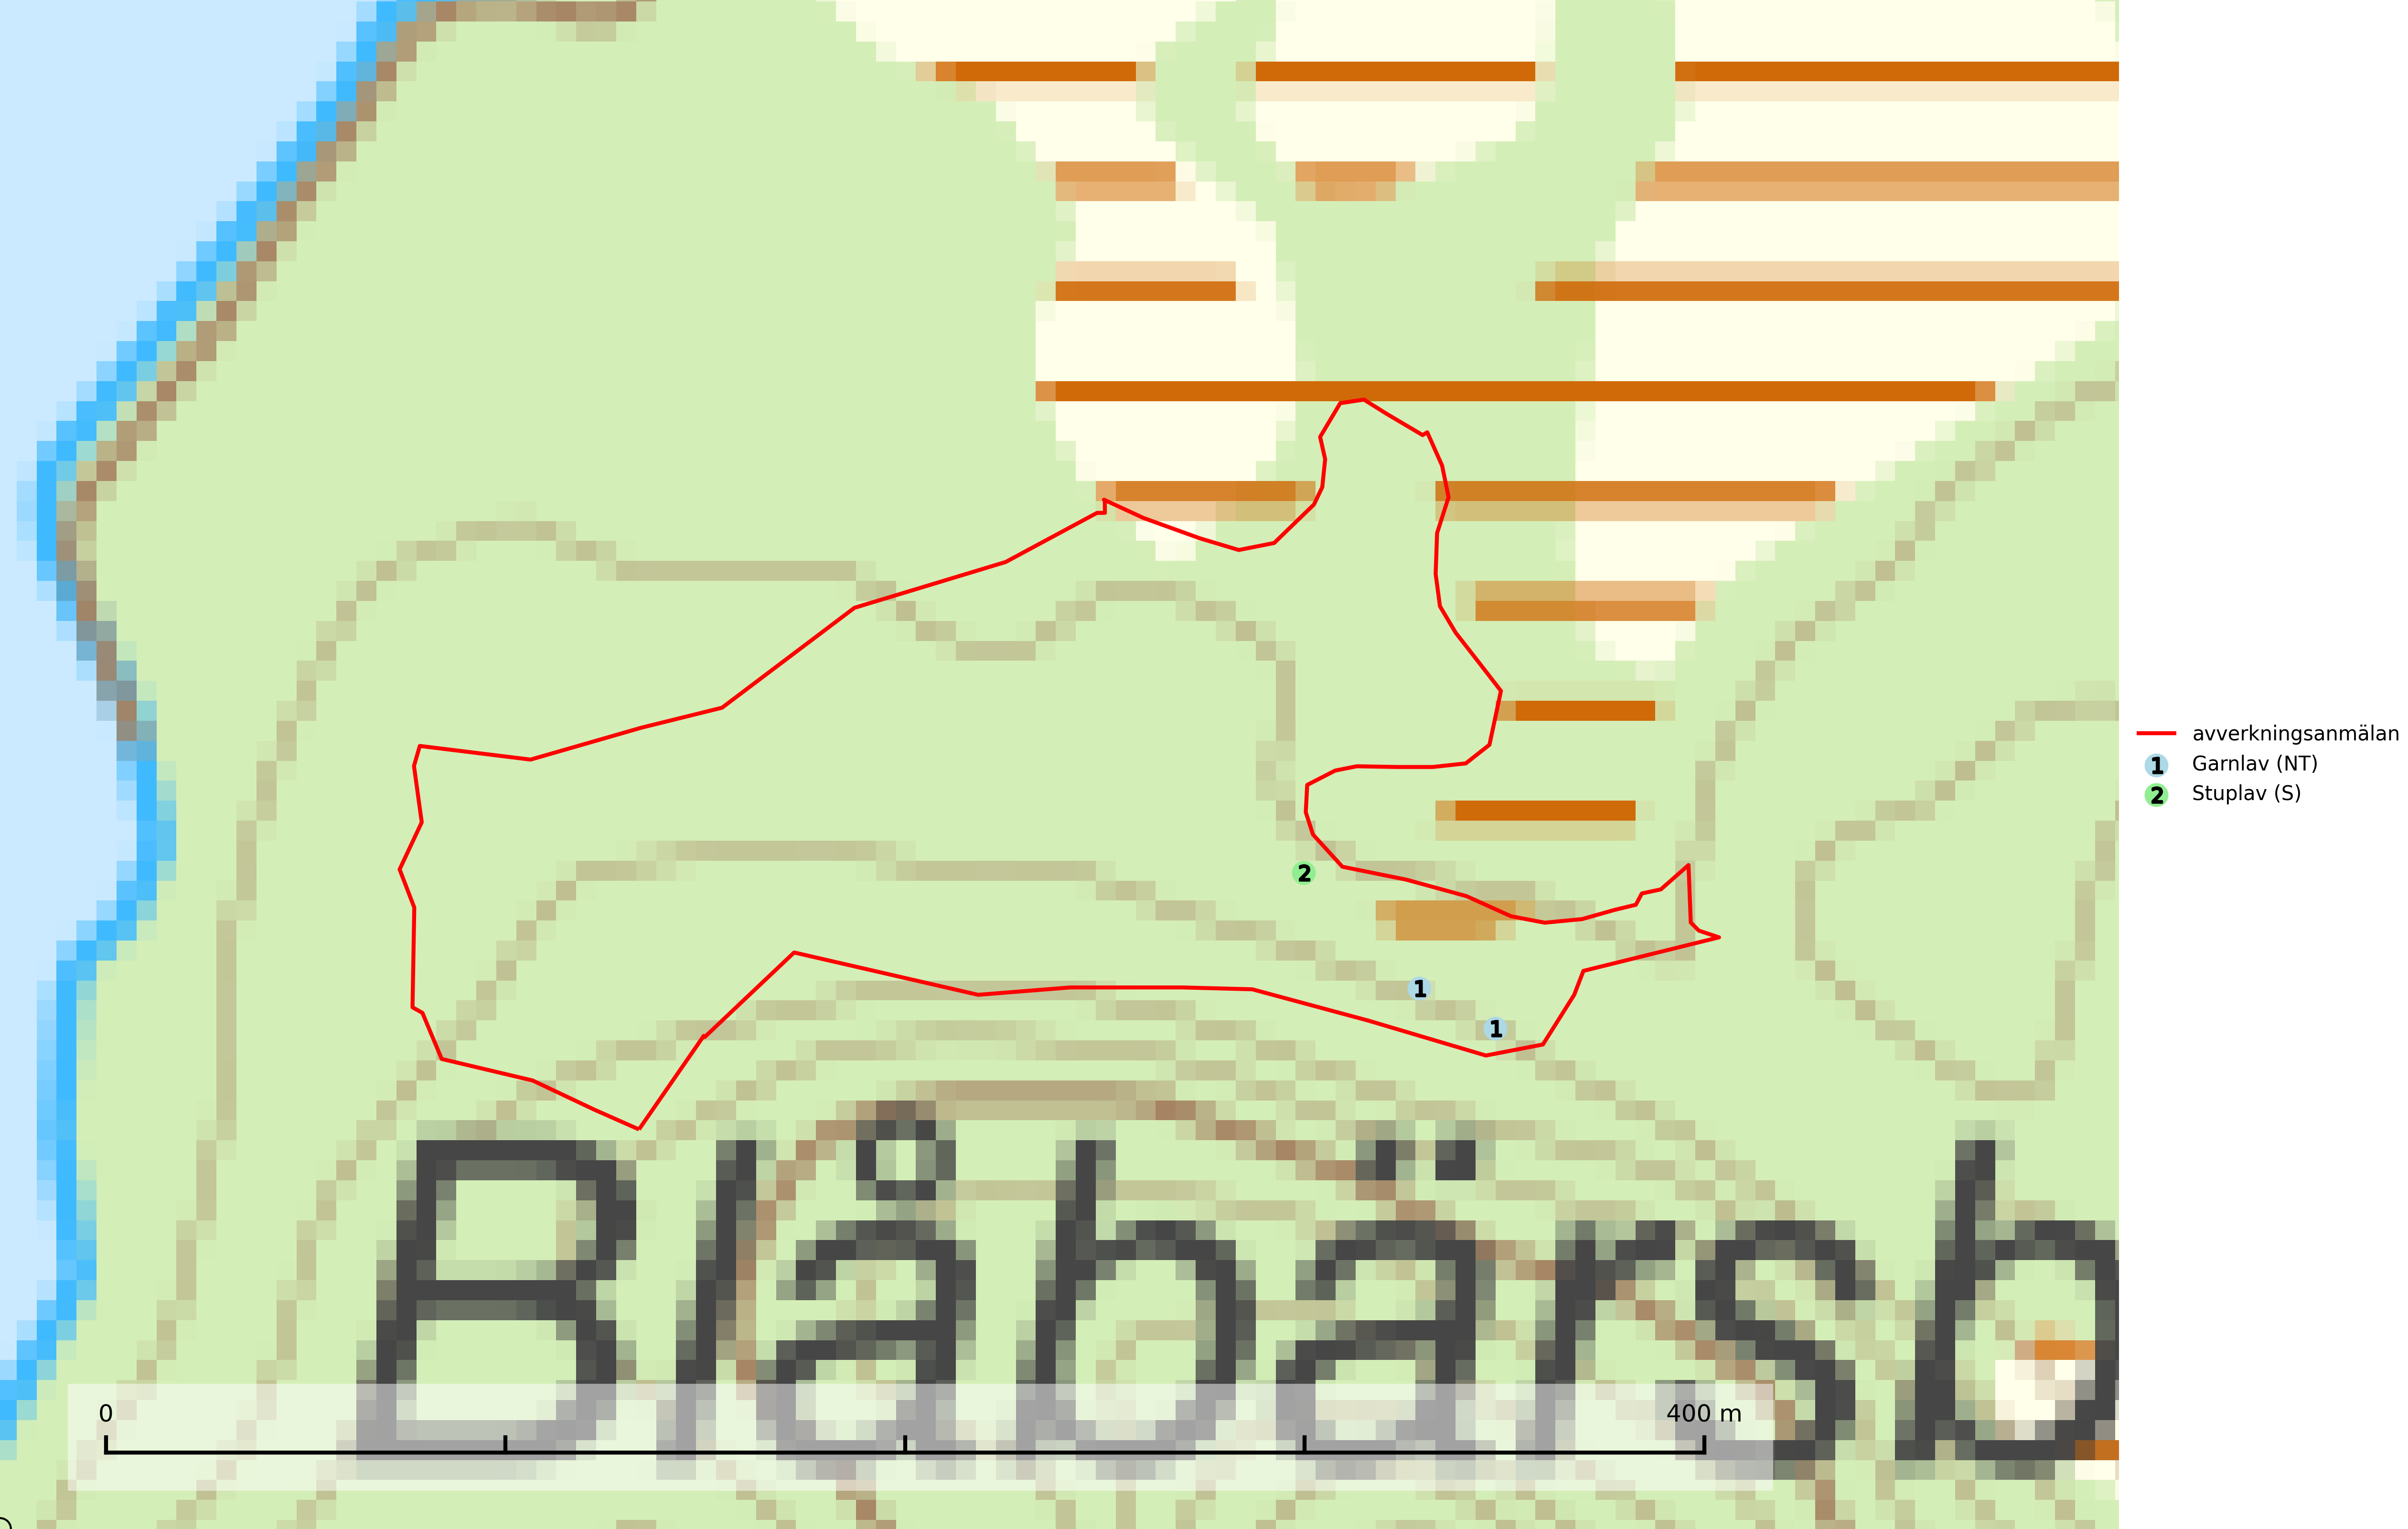 avverkningsanmälan
1 Garnlav (NT)
2 Stuplav (S)
2
1
1
Blåhärsb
0 400 m